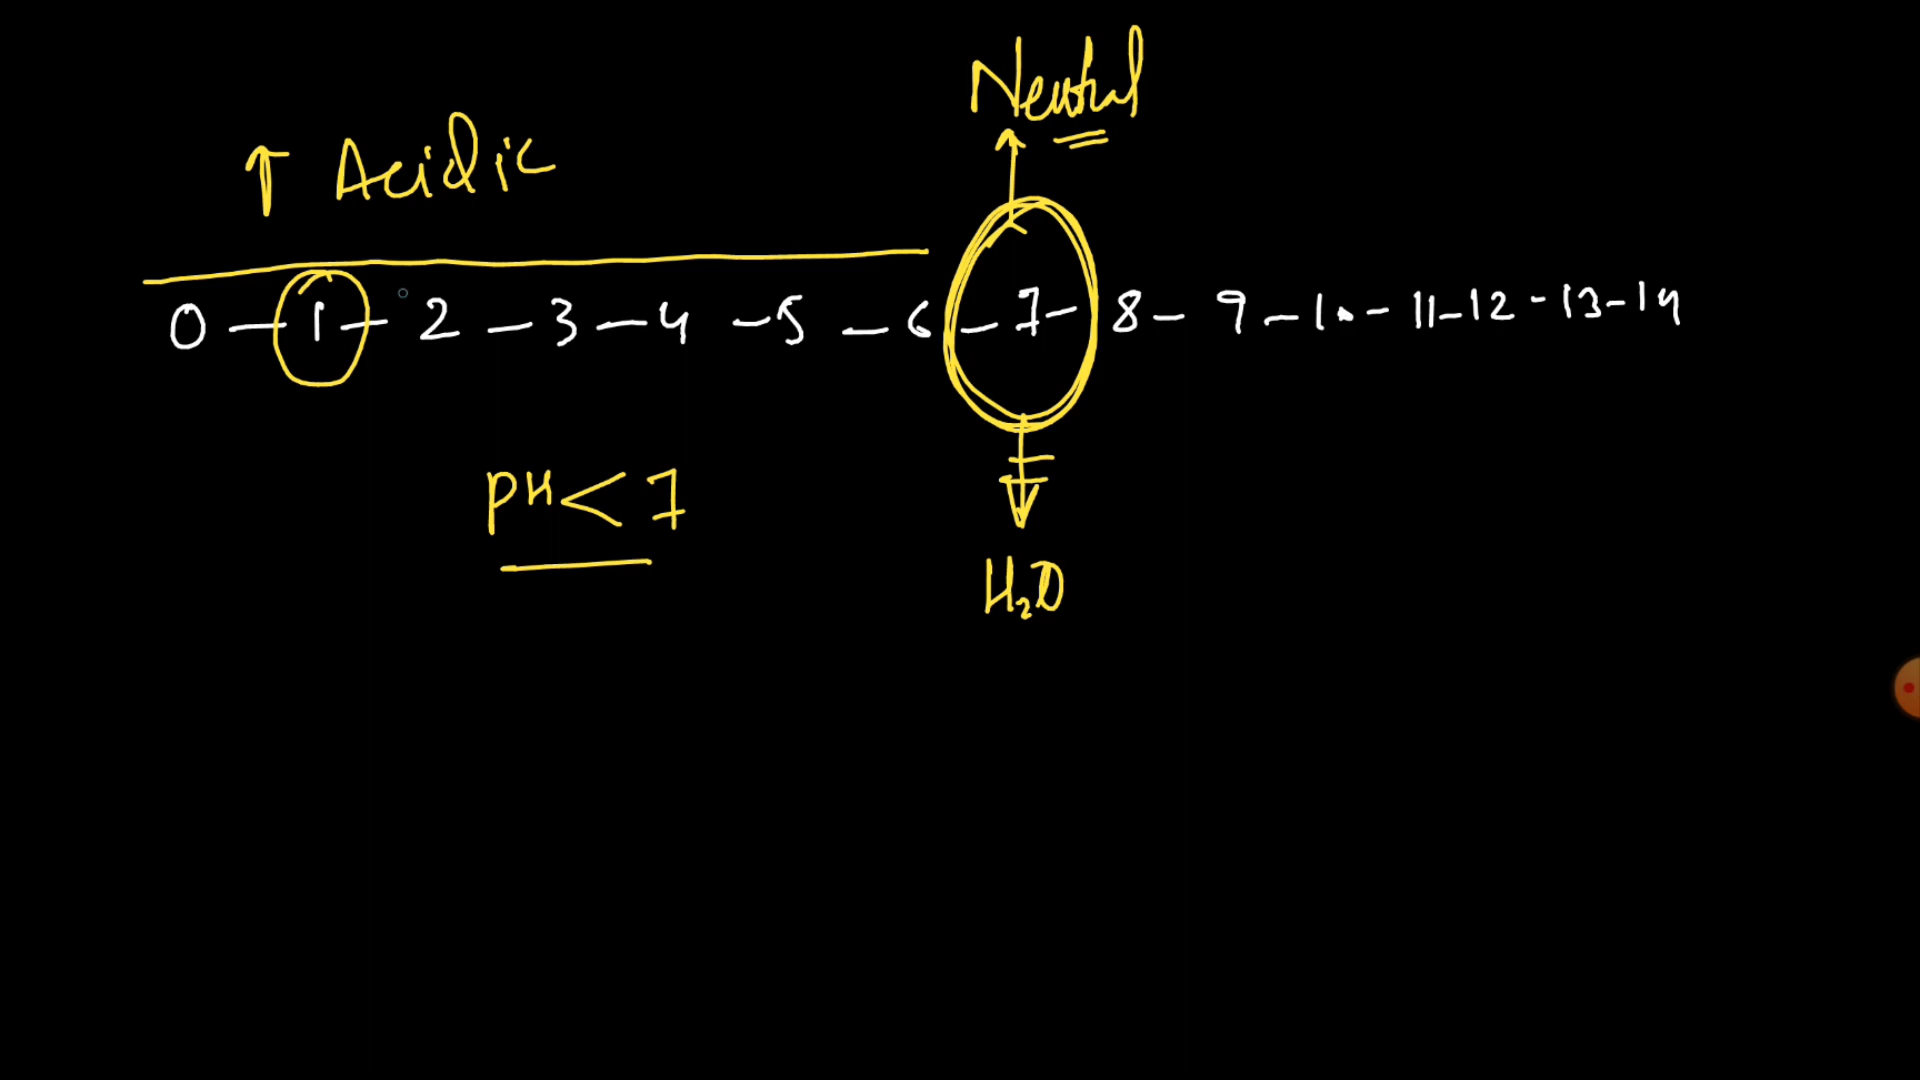 Neutral
↑ Acidic
0 - 1 - 2 - 3 - 4 - 5 - 6 - 7 - 8 - 9 - 10 - 11 - 12 - 13 - 14
PH < 7
H₂O